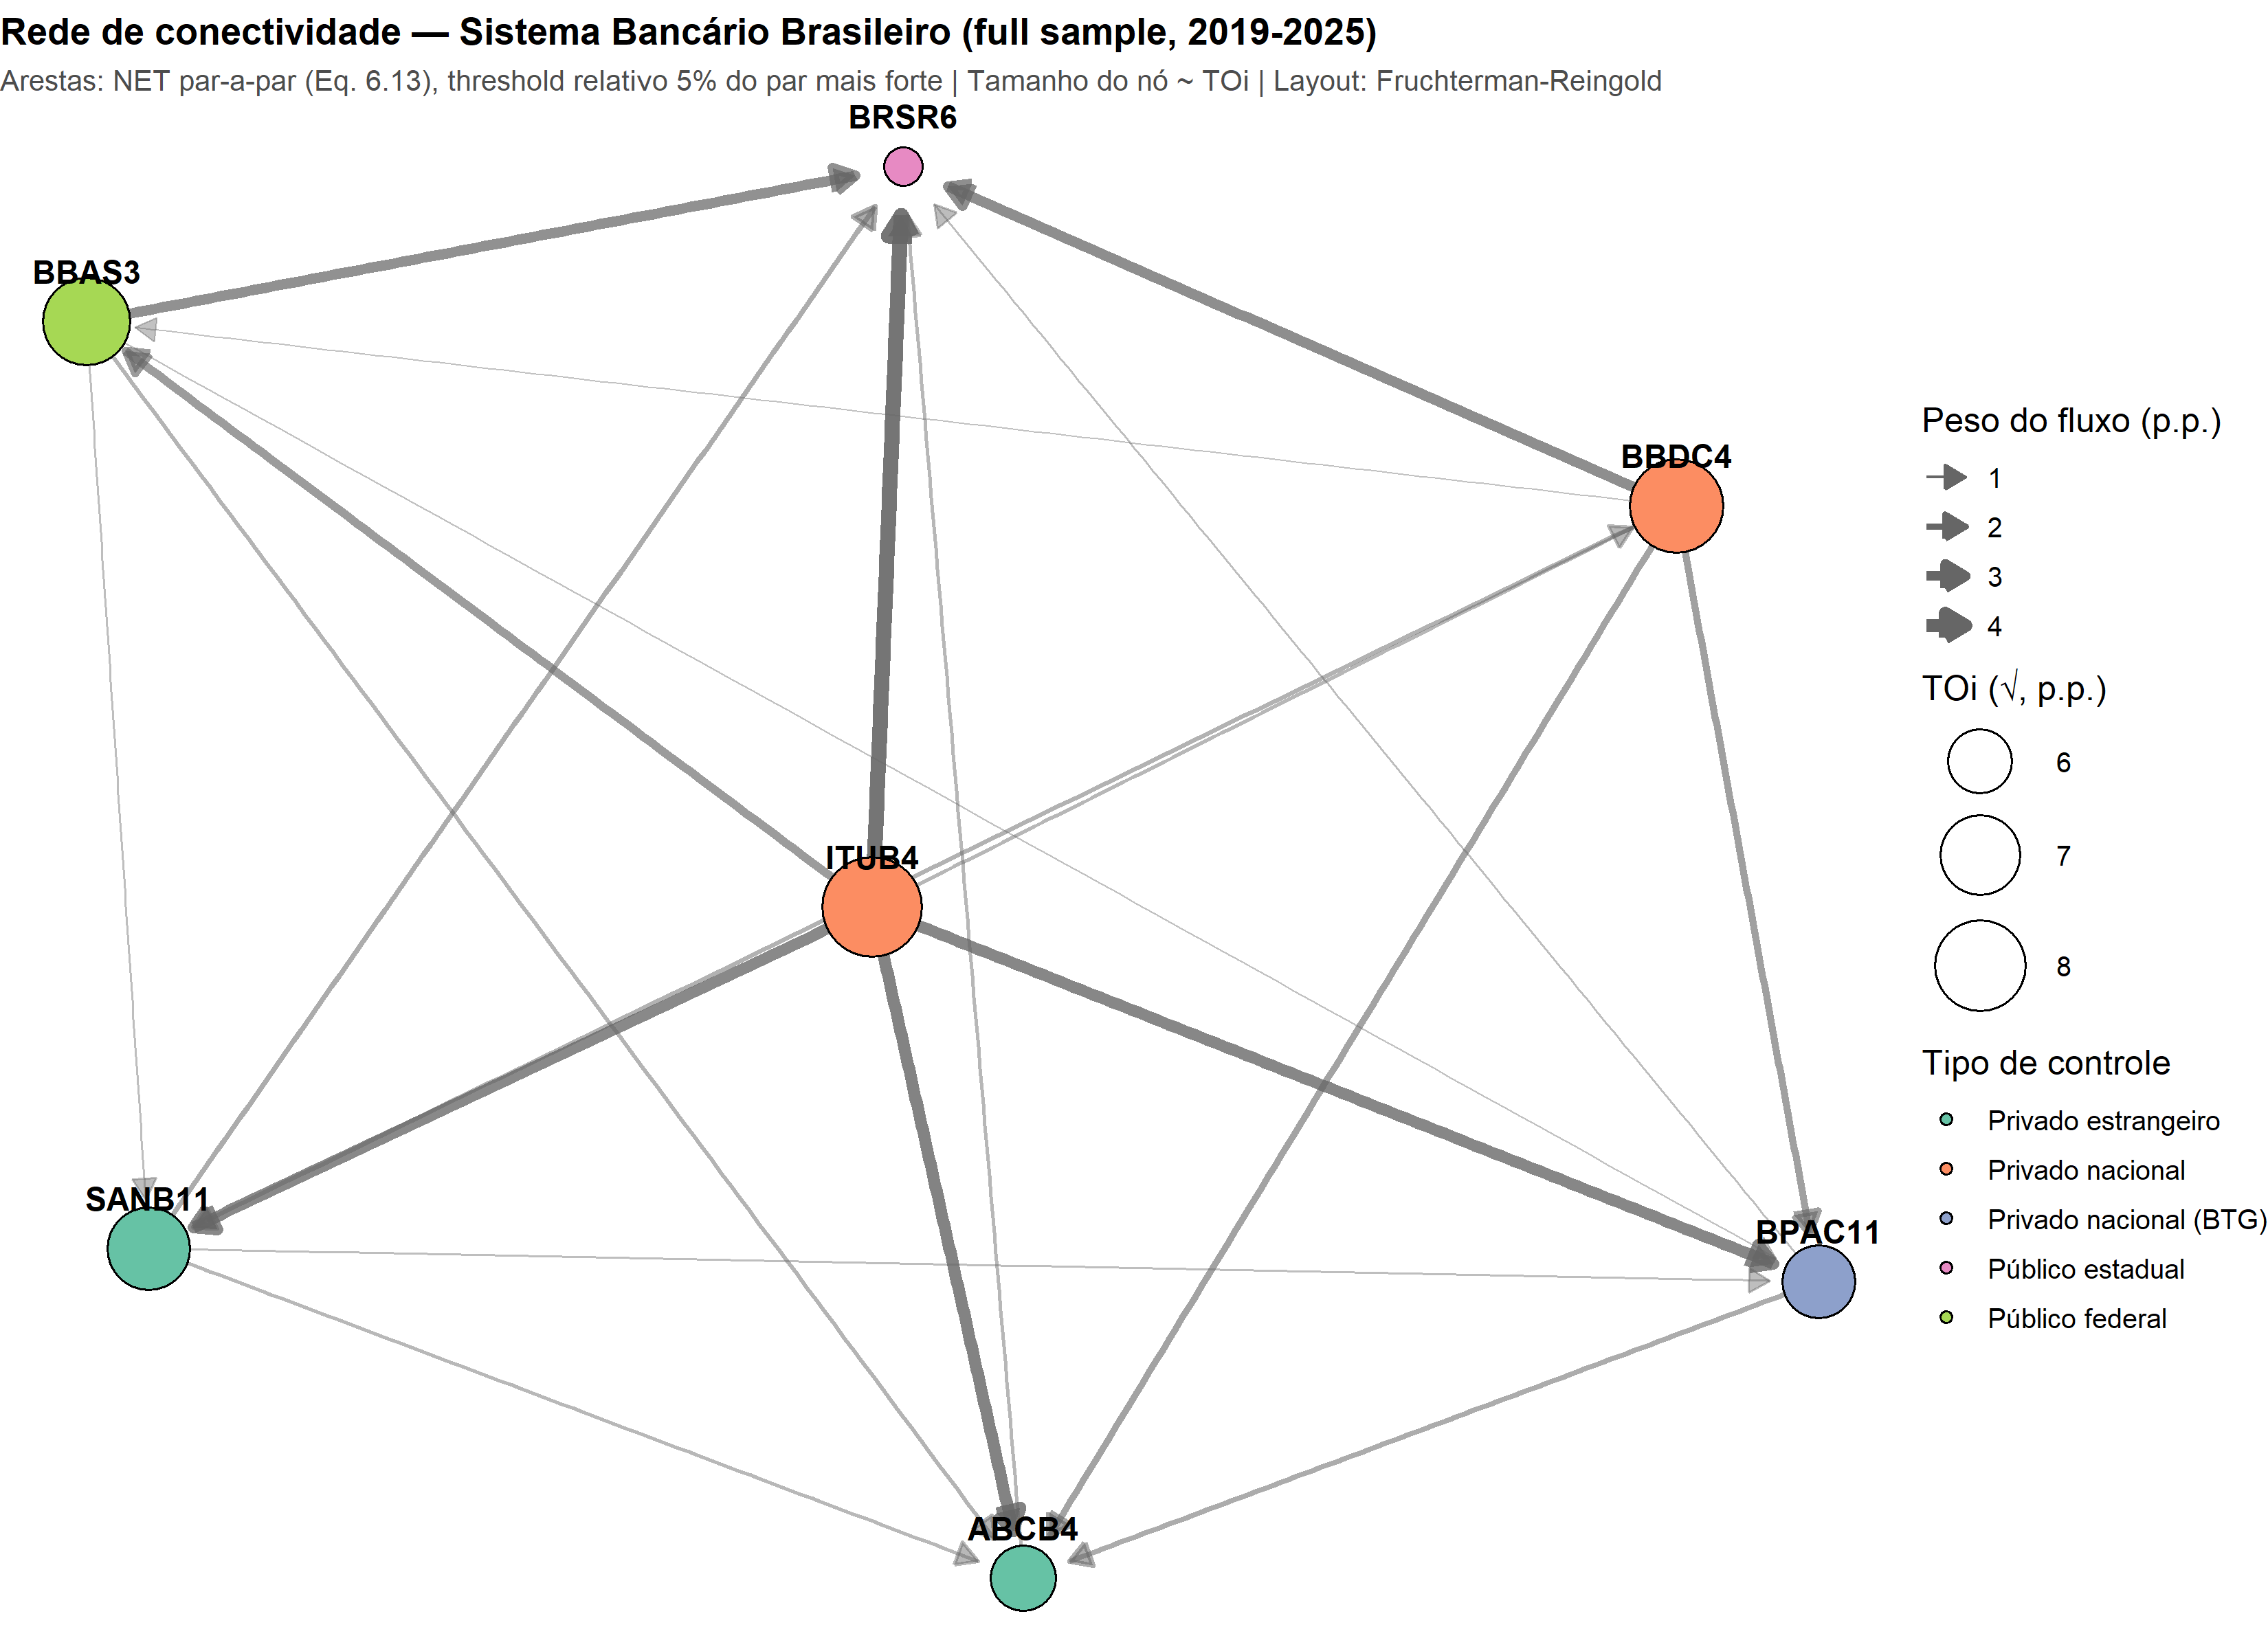 Rede de conectividade — Sistema Bancário Brasileiro (full sample, 2019-2025)
Arestas: NET par-a-par (Eq. 6.13), threshold relativo 5% do par mais forte | Tamanho do nó ~ TOi | Layout: Fruchterman-Reingold
BRSR6
BBAS3
BBDC4
ITUB4
SANB11
BPAC11
ABCB4
Peso do fluxo (p.p.)
1
2
3
4
TOi (√, p.p.)
6
7
8
Tipo de controle
Privado estrangeiro
Privado nacional
Privado nacional (BTG)
Público estadual
Público federal